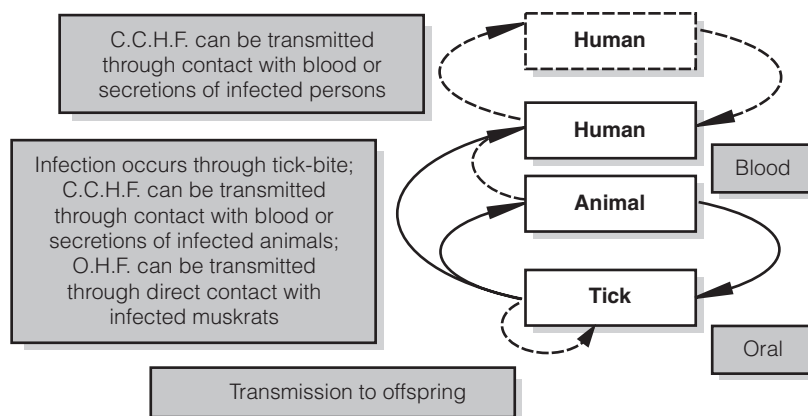 C.C.H.F. can be transmitted
through contact with blood or
secretions of infected persons
Human
Human
Infection occurs through tick-bite;
C.C.H.F. can be transmitted
through contact with blood or
secretions of infected animals;
O.H.F. can be transmitted
through direct contact with
infected muskrats
Blood
Animal
Tick
Oral
Transmission to offspring